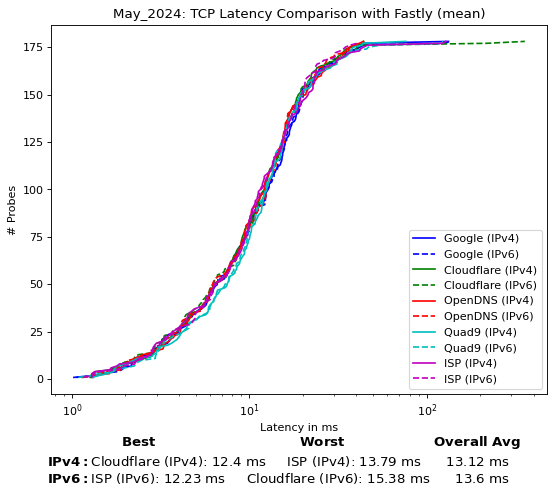 May_2024: TCP Latency Comparison with Fastly (mean)
# Probes
175
150
125
100
75
50
25
0
10⁰
10¹
10²
Latency in ms
Google (IPv4)
Google (IPv6)
Cloudflare (IPv4)
Cloudflare (IPv6)
OpenDNS (IPv4)
OpenDNS (IPv6)
Quad9 (IPv4)
Quad9 (IPv6)
ISP (IPv4)
ISP (IPv6)
Best Worst Overall Avg
IPv4: Cloudflare (IPv4): 12.4 ms ISP (IPv4): 13.79 ms 13.12 ms
IPv6: ISP (IPv6): 12.23 ms Cloudflare (IPv6): 15.38 ms 13.6 ms